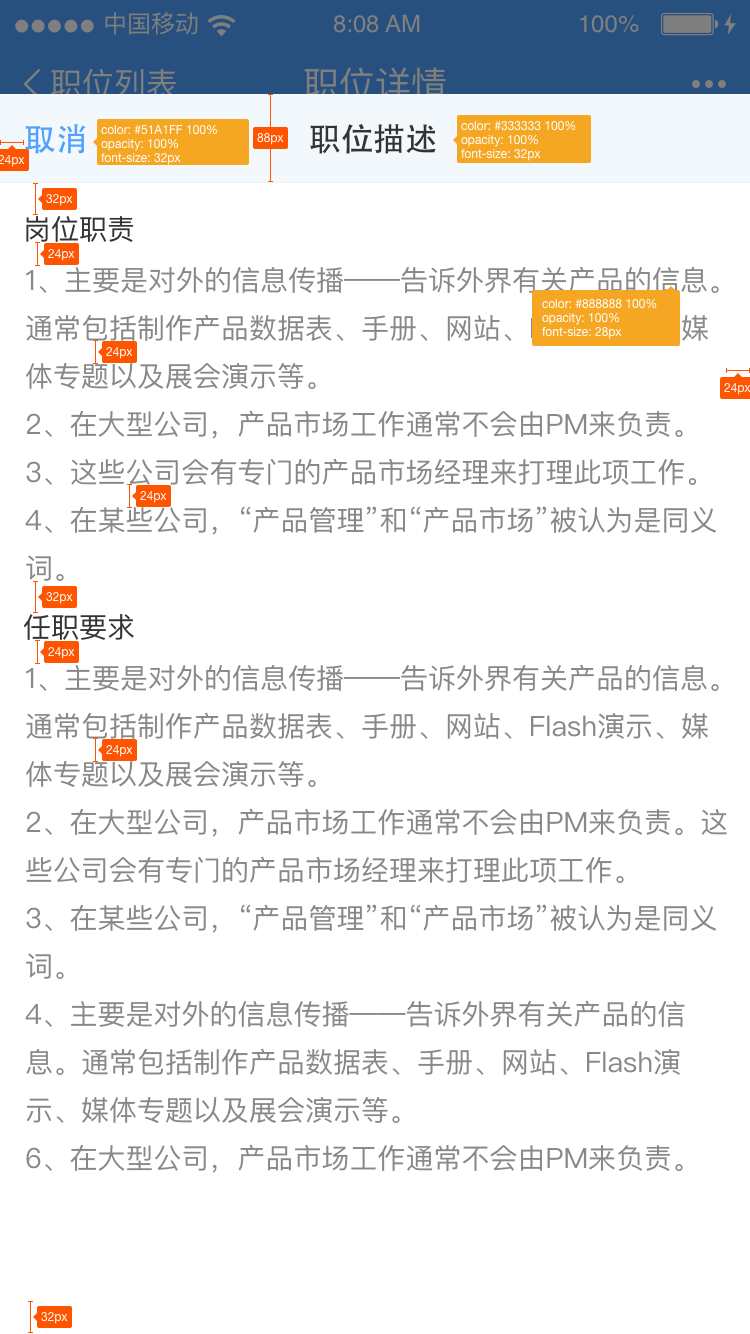 中国移动 8:08 AM 100%
职位列表 职位详情
取消 color: #51A1FF 100% opacity: 100% font-size: 32px 88px 职位描述 color: #333333 100% opacity: 100% font-size: 32px
24px
32px
岗位职责
24px
1、主要是对外的信息传播——告诉外界有关产品的信息。
color: #888888 100%
opacity: 100%
font-size: 28px
通常包括制作产品数据表、手册、网站、 媒
24px
体专题以及展会演示等。
24px
2、在大型公司，产品市场工作通常不会由PM来负责。
3、这些公司会有专门的产品市场经理来打理此项工作。
24px
4、在某些公司，“产品管理”和“产品市场”被认为是同义
词。
32px
任职要求
24px
1、主要是对外的信息传播——告诉外界有关产品的信息。
通常包括制作产品数据表、手册、网站、Flash演示、媒
24px
体专题以及展会演示等。
2、在大型公司，产品市场工作通常不会由PM来负责。这
些公司会有专门的产品市场经理来打理此项工作。
3、在某些公司，“产品管理”和“产品市场”被认为是同义
词。
4、主要是对外的信息传播——告诉外界有关产品的信
息。通常包括制作产品数据表、手册、网站、Flash演
示、媒体专题以及展会演示等。
6、在大型公司，产品市场工作通常不会由PM来负责。
32px